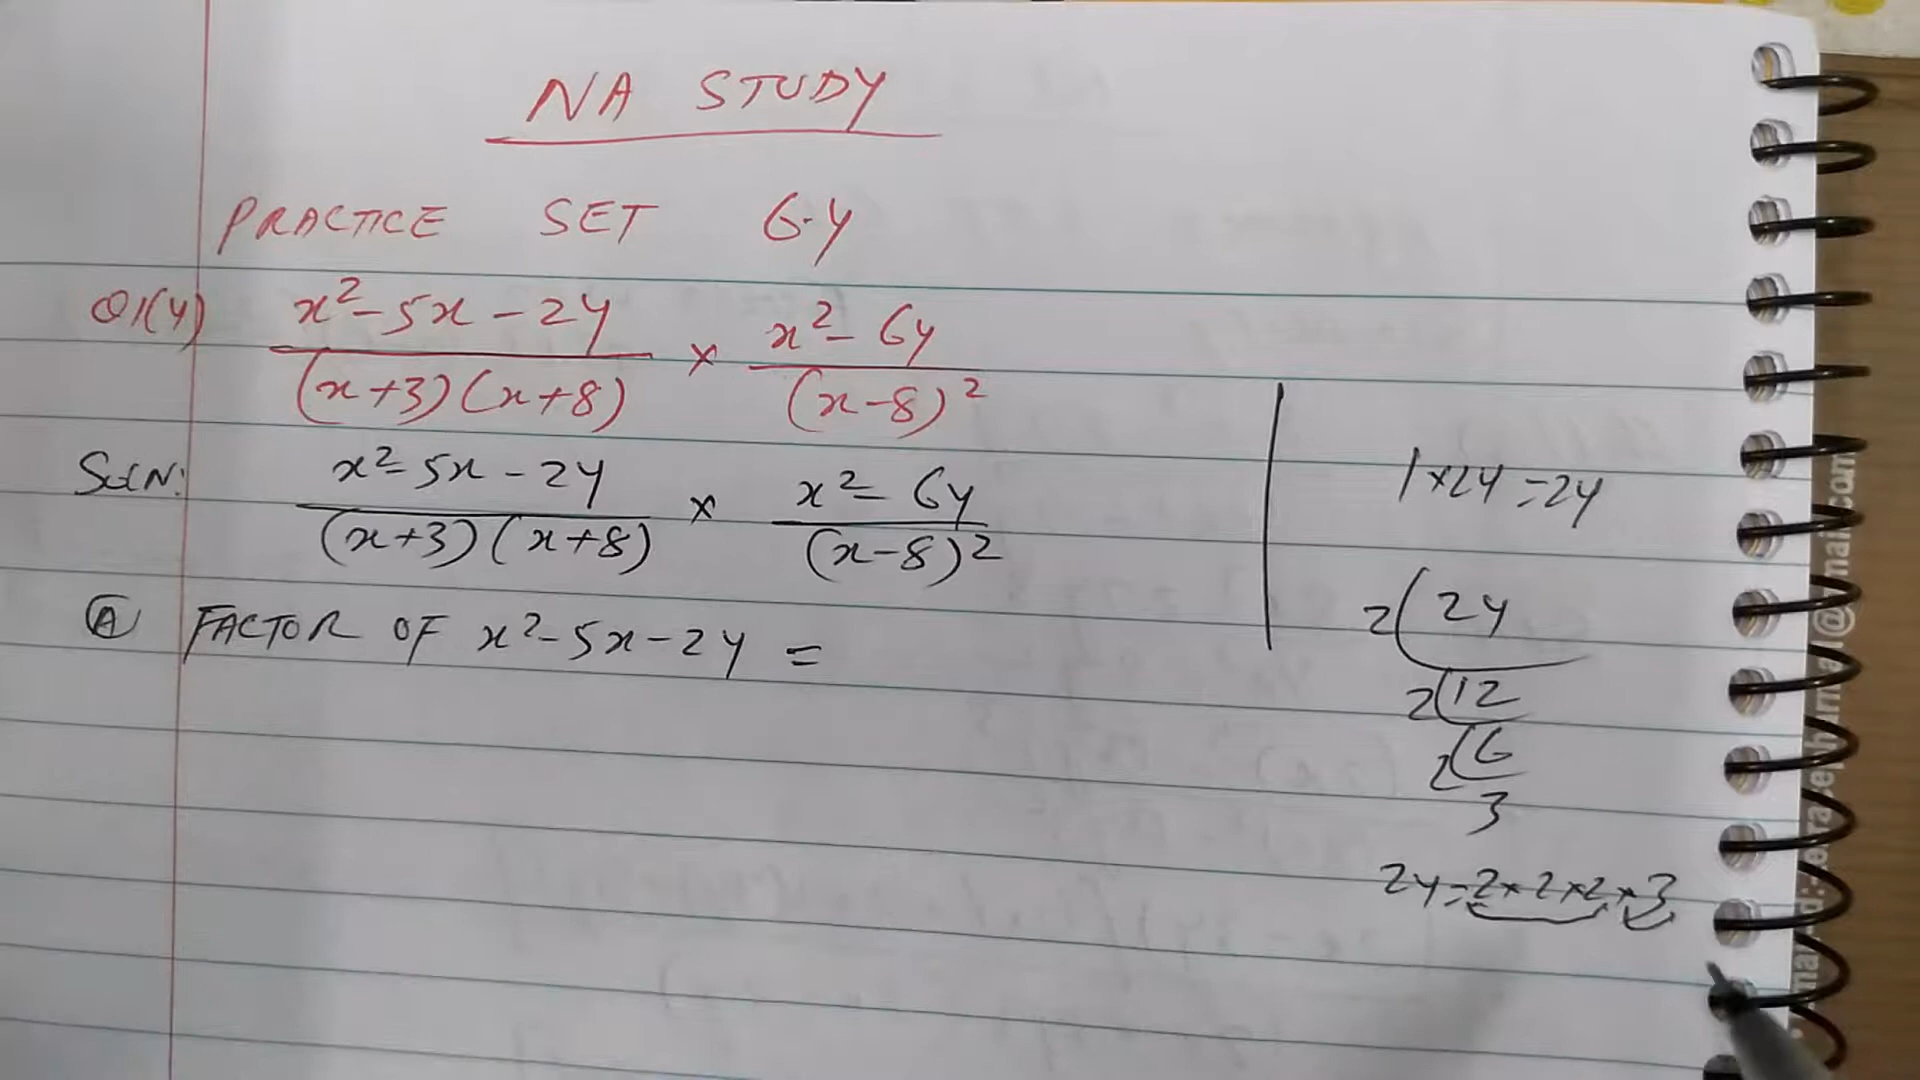 NA STUDY
PRACTICE SET 6.4
Q1(4) x²-5x-24 / (x+3)(x+8) × x²-64 / (x-8)²
SOLN: x²-5x-24 / (x+3)(x+8) × x²-64 / (x-8)²
A FACTOR OF x²-5x-24 =
1×24=24
2 24
2 12
2 6
3
24=2×2×2×3